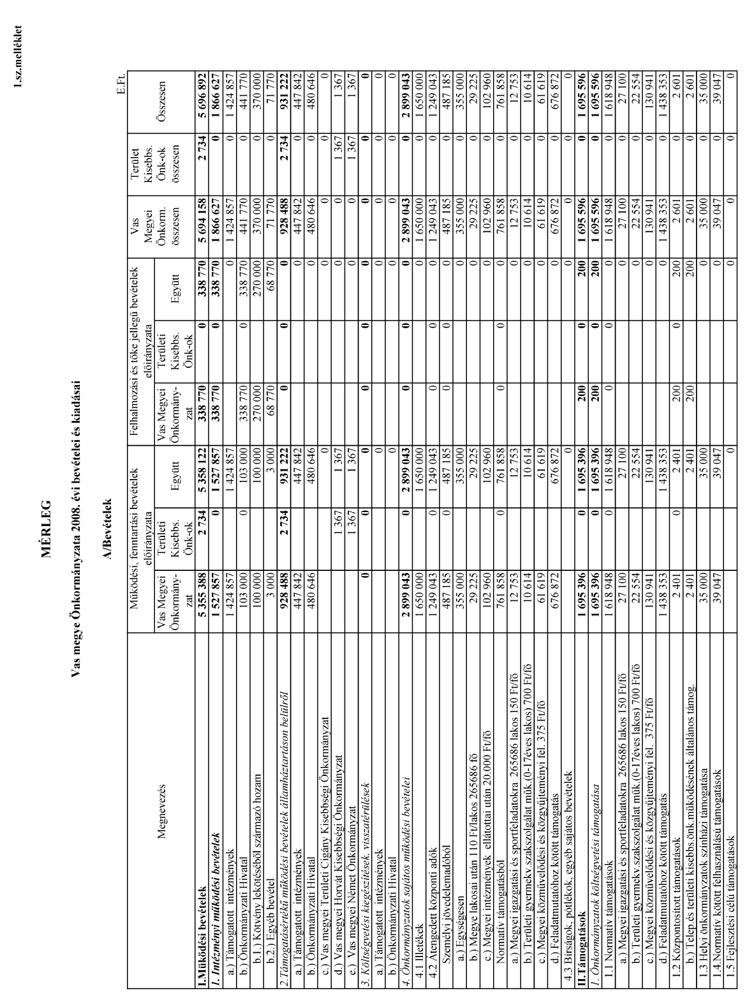 1.sz.melléklet
MÉRLEG
Vas megye Önkormányzata 2008. évi bevételei és kiadásai
A/Bevételek
E.Ft.
Megnevezés
Működési, fenntartási bevételek előirányzata
Felhalmozási és tőke jellegű bevételek előirányzata
Vas Megyei Önkormány-zat
Területi Kisebbs. Önk-ok
Együtt
Vas Megyei Önkormány-zat
Területi Kisebbs. Önk-ok
Együtt
Vas Megyei Önkorm. összesen
Terület Kisebbs. Önk-ok összesen
Összesen
I.Működési bevételek 5 355 388 2 734 5 358 122 338 770 0 338 770 5 694 158 2 734 5 696 892
1. Intézményi működési bevételek 1 527 857 0 1 527 857 338 770 0 338 770 1 866 627 0 1 866 627
a.) Támogatott intézmények 1 424 857 1 424 857 0 1 424 857 0 1 424 857
b.) Önkormányzati Hivatal 103 000 0 103 000 338 770 0 338 770 441 770 0 441 770
b.1.) Kötvény lekötéséből származó hozam 100 000 100 000 270 000 270 000 370 000 0 370 000
b.2.) Egyéb bevétel 3 000 3 000 68 770 68 770 71 770 0 71 770
2.Támogatásértékű működési bevételek államháztartáson belülről 928 488 2 734 931 222 0 0 0 928 488 2 734 931 222
a.) Támogatott intézmények 447 842 447 842 0 447 842 0 447 842
b.) Önkormányzati Hivatal 480 646 480 646 0 480 646 0 480 646
c.) Vas megyei Területi Cigány Kisebbségi Önkormányzat 0 0 0 0 0
d.) Vas megyei Horvát Kisebbségi Önkormányzat 1 367 1 367 0 0 1 367 1 367
e.) Vas megyei Német Önkormányzat 1 367 1 367 0 0 1 367 1 367
3. Költségvetési kiegészítések, visszatérülések 0 0 0 0 0 0 0 0 0
a.) Támogatott intézmények 0 0 0 0 0
b.) Önkormányzati Hivatal 0 0 0 0 0
4. Önkormányzatok sajátos működési bevételei 2 899 043 0 2 899 043 0 0 0 2 899 043 0 2 899 043
4.1 Illetékek 1 650 000 1 650 000 0 1 650 000 0 1 650 000
4.2 Átengedett központi adók 1 249 043 0 1 249 043 0 0 0 1 249 043 0 1 249 043
Személyi jövedelemadóból 487 185 0 487 185 0 0 0 487 185 0 487 185
a.) Egységesen 355 000 355 000 0 355 000 0 355 000
b.) Megye lakosai után 110 Ft/lakos 265686 fő 29 225 29 225 0 29 225 0 29 225
c.) Megyei intézmények ellátottai után 20.000 Ft/fő 102 960 102 960 0 102 960 0 102 960
Normatív támogatásból 761 858 0 761 858 0 0 0 761 858 0 761 858
a.) Megyei igazgatási és sportfeladatokra 265686 lakos 150 Ft/fő 12 753 12 753 0 12 753 0 12 753
b.) Területi gyermekv.szakszolgálat műk.(0-17éves lakos) 700 Ft/fő 10 614 10 614 0 10 614 0 10 614
c.) Megyei közművelődési és közgyűjteményi fel. 375 Ft/fő 61 619 61 619 0 61 619 0 61 619
d.) Feladatmutatóhoz kötött támogatás 676 872 676 872 0 676 872 0 676 872
4.3 Bírságok, pótlékok, egyéb sajátos bevételek 0 0 0 0 0
II.Támogatások 1 695 396 0 1 695 396 200 0 200 1 695 596 0 1 695 596
1. Önkormányzatok költségvetési támogatása 1 695 396 0 1 695 396 200 0 200 1 695 596 0 1 695 596
1.1 Normatív támogatások 1 618 948 0 1 618 948 0 0 0 1 618 948 0 1 618 948
a.) Megyei igazgatási és sportfeladatokra 265686 lakos 150 Ft/fő 27 100 27 100 0 27 100 0 27 100
b.) Területi gyermekv.szakszolgálat műk.(0-17éves lakos) 700 Ft/fő 22 554 22 554 0 22 554 0 22 554
c.) Megyei közművelődési és közgyűjteményi fel. 375 Ft/fő 130 941 130 941 0 130 941 0 130 941
d.) Feladatmutatóhoz kötött támogatás 1 438 353 1 438 353 0 1 438 353 0 1 438 353
1.2 Központosított támogatások 2 401 0 2 401 200 0 200 2 601 0 2 601
b.) Telep.és területi kisebbs.önk.működésének általános támog. 2 401 2 401 200 200 2 601 0 2 601
1.3 Helyi önkormányzatok színházi támogatása 35 000 35 000 0 35 000 0 35 000
1.4.Normatív kötött felhasználású támogatások 39 047 39 047 0 39 047 0 39 047
1.5 Fejlesztési célú támogatások 0 0 0 0 0